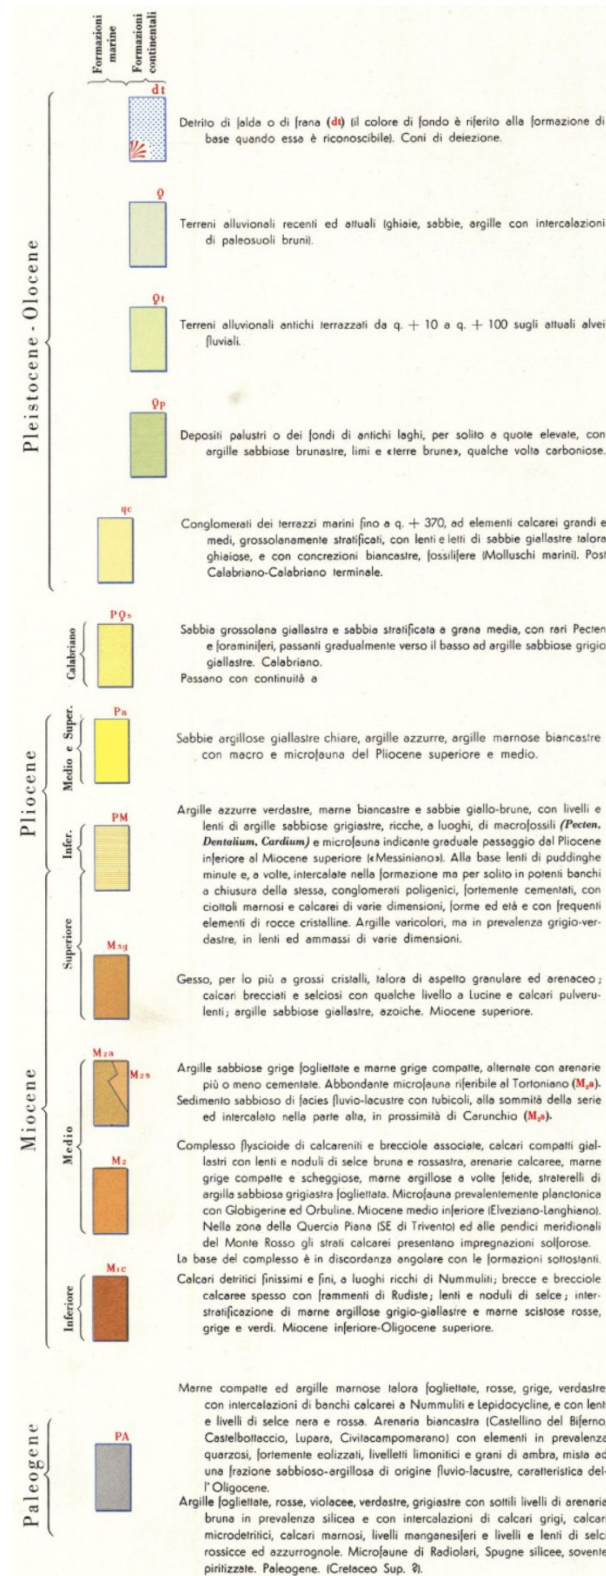 Formazioni marine
Formazioni continentali
Pleistocene - Olocene
dt
Detrito di falda o di frana (dt) (il colore di fondo è riferito alla formazione di
base quando essa è riconoscibile). Coni di deiezione.
Q
Terreni alluvionali recenti ed attuali (ghiaie, sabbie, argille con intercalazioni
di paleosuoli bruni).
Qt
Terreni alluvionali antichi terrazzati da q. + 10 a q. + 100 sugli attuali alvei
fluviali.
Qp
Depositi palustri o dei fondi di antichi laghi, per solito a quote elevate, con
argille sabbiose brunastre, limi e «terre brune», qualche volta carboniose.
qc
Conglomerati dei terrazzi marini fino a q. + 370, ad elementi calcarei grandi e
medi, grossolanamente stratificati, con lenti e letti di sabbie giallastre talora
ghiaiose, e con concrezioni biancastre, fossilifere (Molluschi marini). Post
Calabriano-Calabriano terminale.
Calabriano
PQs
Sabbia grossolana giallastra e sabbia stratificata a grana media, con rari Pecten
e foraminiferi, passanti gradualmente verso il basso ad argille sabbiose grigio
giallastre. Calabriano.
Passano con continuità a
Pliocene
Medio e Super.
Pa
Sabbie argillose giallastre chiare, argille azzurre, argille marnose biancastre
con macro e microfauna del Pliocene superiore e medio.
Infer.
PM
Argille azzurre verdastre, marne biancastre e sabbie giallo-brune, con livelli e
lenti di argille sabbiose grigiastre, ricche, a luoghi, di macrofossili (Pecten,
Dentalium, Cardium) e microfauna indicante graduale passaggio dal Pliocene
inferiore al Miocene superiore («Messiniano»). Alla base lenti di puddinghe
minute e, a volte, intercalate nella formazione ma per solito in potenti banchi
a chiusura della stessa, conglomerati poligenici, fortemente cementati, con
ciottoli marnosi e calcarei di varie dimensioni, forme ed età e con frequenti
elementi di rocce cristalline. Argille varicolori, ma in prevalenza grigio-ver-
dastre, in lenti ed ammassi di varie dimensioni.
Miocene
Superiore
M3g
Gesso, per lo più a grossi cristalli, talora di aspetto granulare ed arenaceo;
calcari brecciati e selciosi con qualche livello a Lucine e calcari pulveru-
lenti; argille sabbiose giallastre, azoiche. Miocene superiore.
Medio
M2a
M2s
Argille sabbiose grige fogliettate e marne grige compatte, alternate con arenarie
più o meno cementate. Abbondante microfauna riferibile al Tortoniano (M2a).
Sedimento sabbioso di facies fluvio-lacustre con tubicoli, alla sommità della serie
ed intercalato nella parte alta, in prossimità di Carunchio (M2s).
M2
Complesso flyscioide di calcareniti e brecciole associate, calcari compatti gial-
lastri con lenti e noduli di selce bruna e rossastra, arenarie calcaree, marne
grige compatte e scheggiose, marne argillose a volte fetide, straterelli di
argilla sabbiosa grigiastra fogliettata. Microfauna prevalentemente planctonica
con Globigerine ed Orbuline. Miocene medio inferiore (Elveziano-Langhiano).
Nella zona della Quercia Piana (SE di Trivento) ed alle pendici meridionali
del Monte Rosso gli strati calcarei presentano impregnazioni solforose.
La base del complesso è in discordanza angolare con le formazioni sottostanti.
Inferiore
M1c
Calcari detritici finissimi e fini, a luoghi ricchi di Nummuliti; brecce e brecciole
calcaree spesso con frammenti di Rudiste; lenti e noduli di selce; inter-
stratificazione di marne argillose grigio-giallastre e marne scistose rosse,
grige e verdi. Miocene inferiore-Oligocene superiore.
Paleogene
PA
Marne compatte ed argille marnose talora fogliettate, rosse, grige, verdastre
con intercalazioni di banchi calcarei a Nummuliti e Lepidocycline, e con lenti
e livelli di selce nera e rossa. Arenaria biancastra (Castellino del Biferno,
Castelbottaccio, Lupara, Civitacampomarano) con elementi in prevalenza
quarzosi, fortemente eolizzati, livelletti limonitici e grani di ambra, mista ad
una frazione sabbioso-argillosa di origine fluvio-lacustre, caratteristica del-
l'Oligocene.
Argille fogliettate, rosse, violacee, verdastre, grigiastre con sottili livelli di arenaria
bruna in prevalenza silicea e con intercalazioni di calcari grigi, calcari
microdetritici, calcari marnosi, livelli manganesiferi e livelli e lenti di selci
rossicce ed azzurrognole. Microfaune di Radiolari, Spugne silicee, sovente
piritizzate. Paleogene. (Cretaceo Sup. ?).